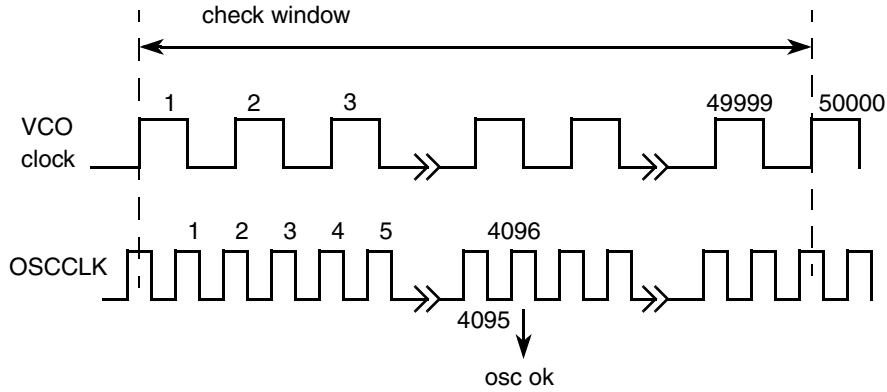 check window
1 2 3 49999 50000
VCO
clock
1 2 3 4 5 4096
OSCCLK
4095
osc ok